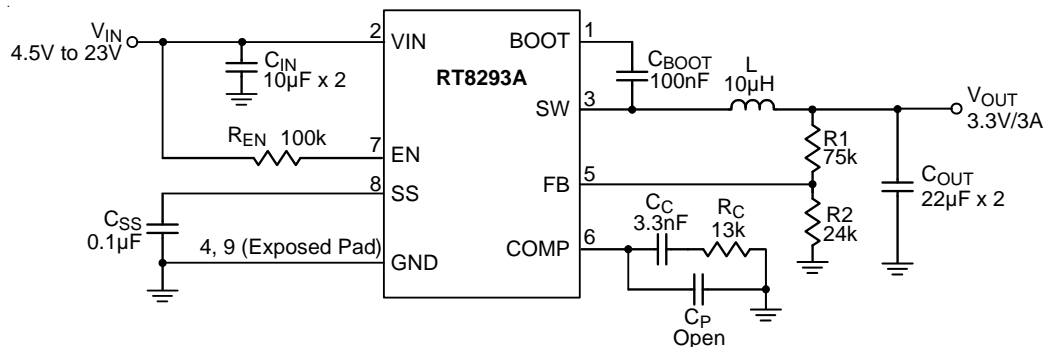 VIN
4.5V to 23V
2
VIN
CIN
10µF x 2
REN 100k
7
EN
8
SS
CSS
0.1µF
4, 9 (Exposed Pad)
GND
RT8293A
BOOT
1
CBOOT
100nF
L
10µH
SW
3
VOUT
3.3V/3A
R1
75k
FB
5
COUT
22µF x 2
R2
24k
CC
3.3nF
RC
13k
COMP
6
CP
Open